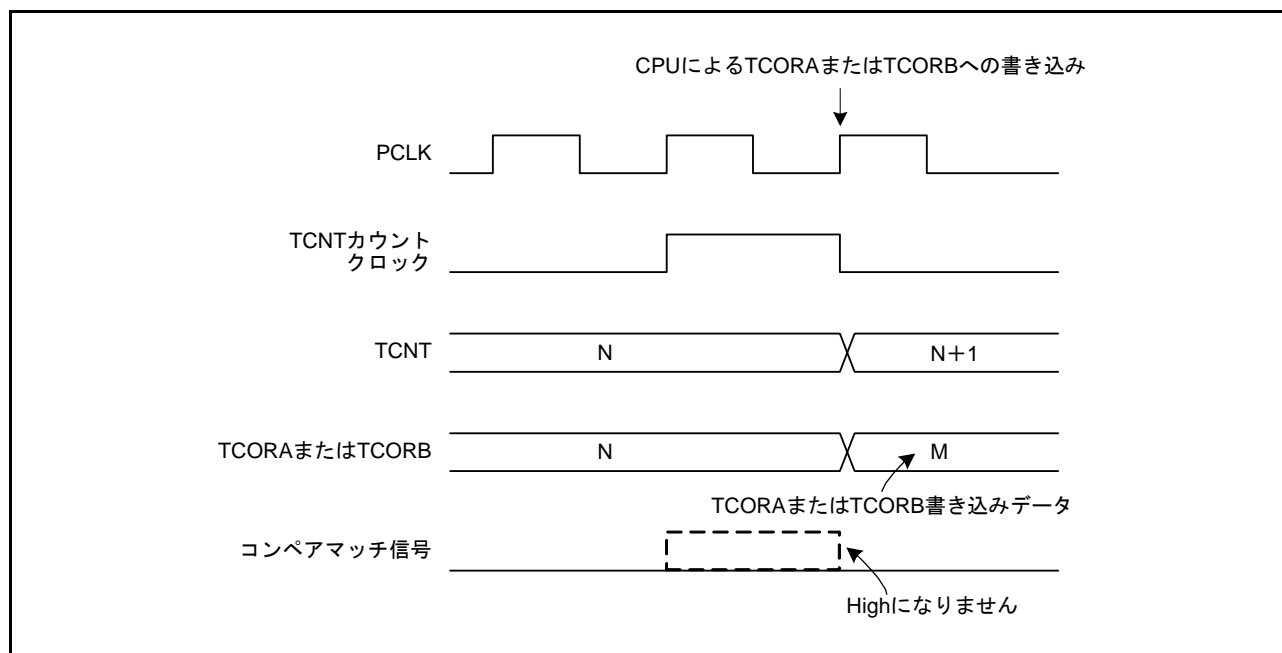 CPUによるTCORAまたはTCORBへの書き込み
PCLK
TCNTカウント
クロック
TCNT
N
N+1
TCORAまたはTCORB
N
M
TCORAまたはTCORB書き込みデータ
コンペアマッチ信号
Highになりません